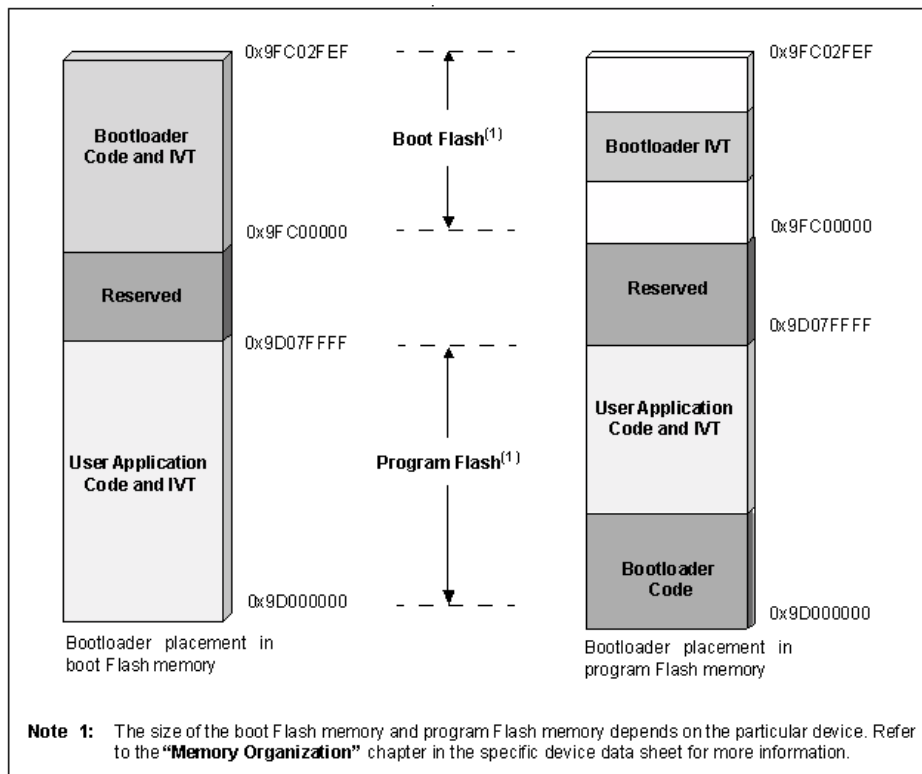 0x9FC02FEF
Bootloader
Code and IVT
0x9FC00000
Reserved
0x9D07FFFF
User Application
Code and IVT
0x9D000000
Bootloader placement in
boot Flash memory
Boot Flash(1)
Program Flash(1)
0x9FC02FEF
Bootloader IVT
0x9FC00000
Reserved
0x9D07FFFF
User Application
Code and IVT
Bootloader
Code
0x9D000000
Bootloader placement in
program Flash memory
Note 1: The size of the boot Flash memory and program Flash memory depends on the particular device. Refer
to the “Memory Organization” chapter in the specific device data sheet for more information.